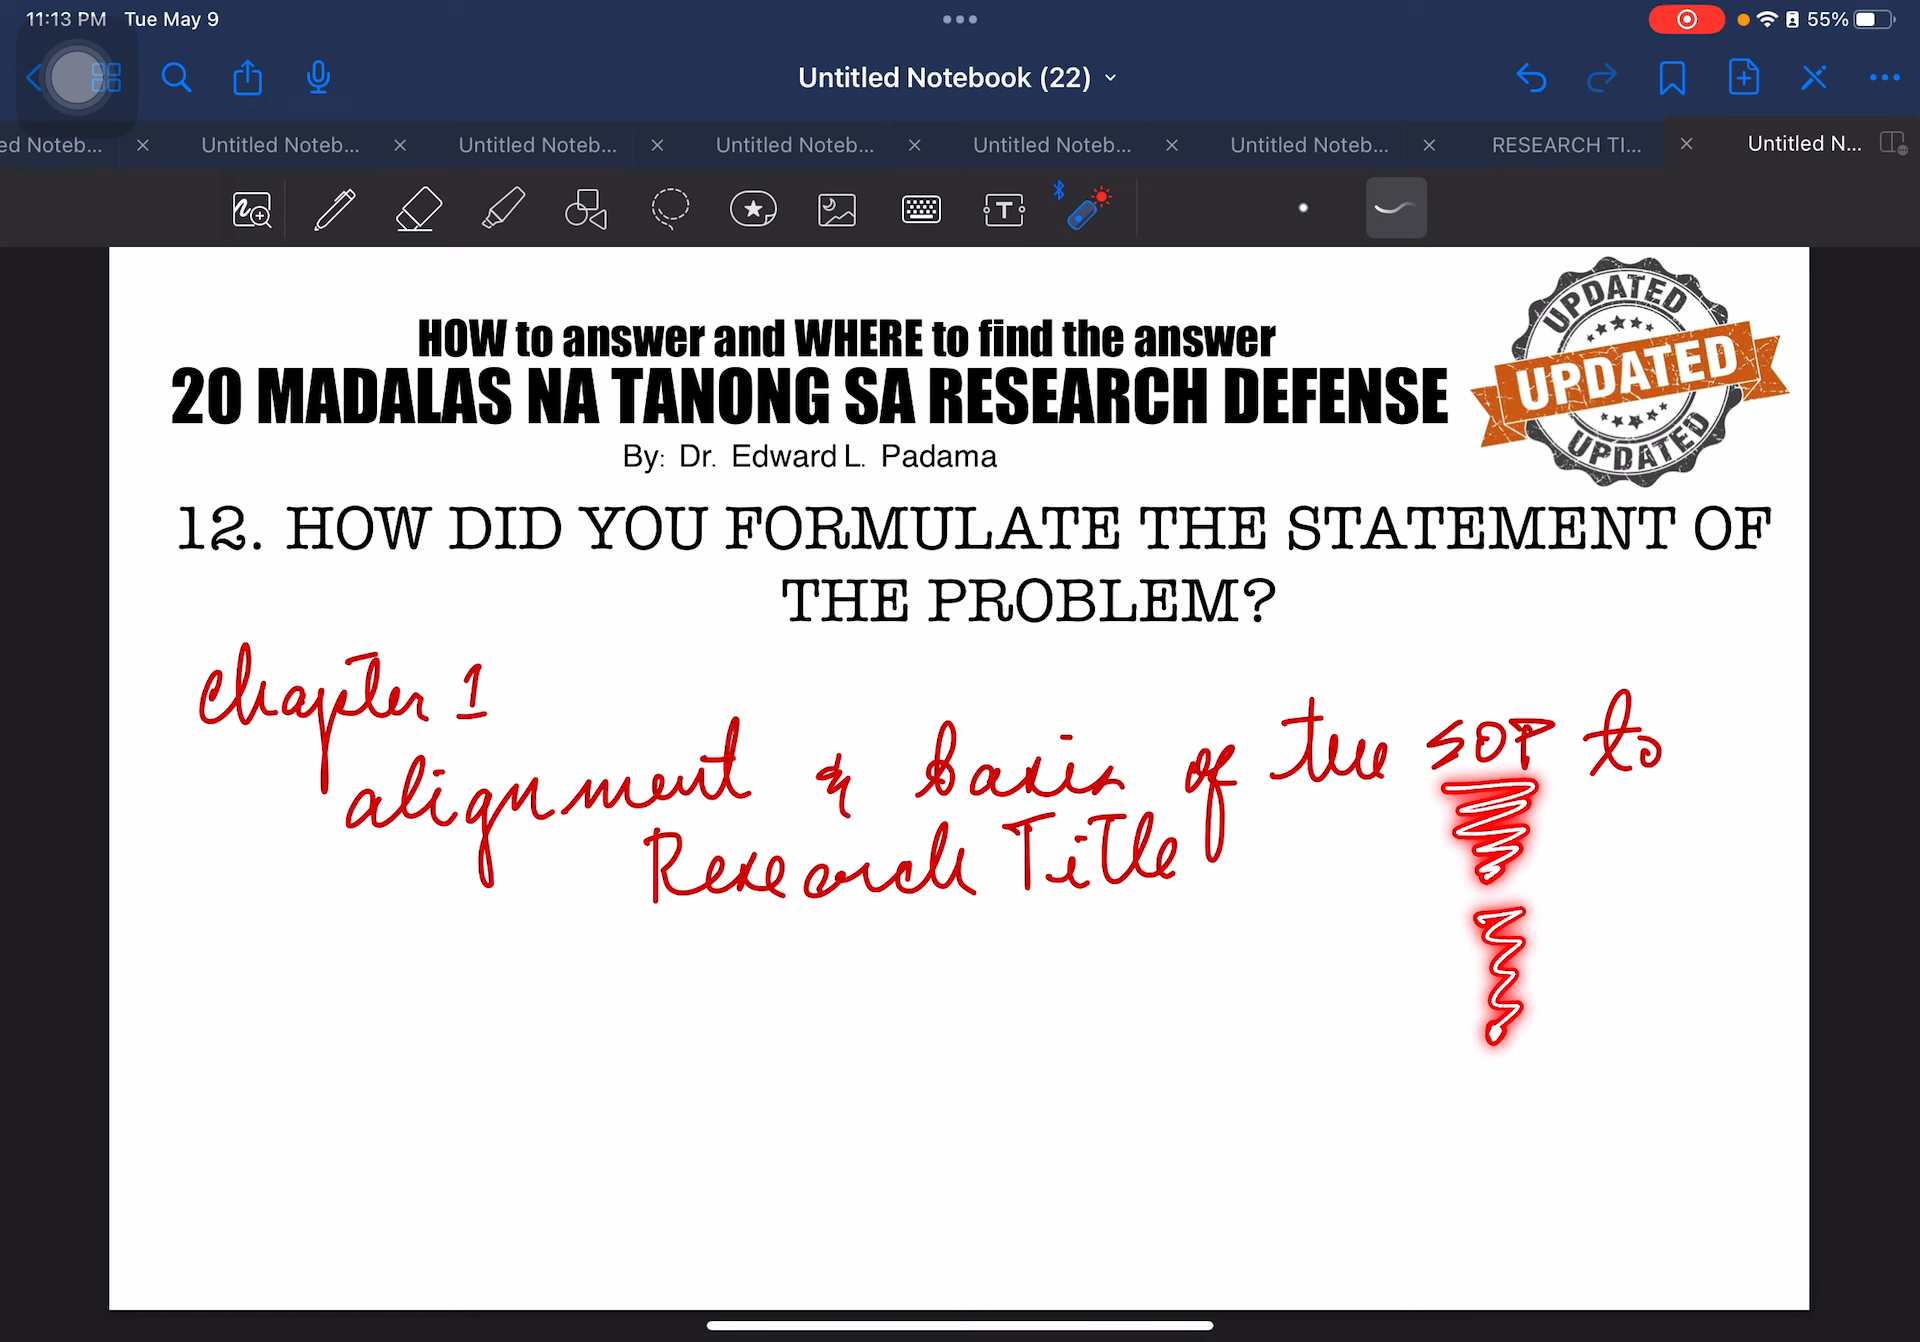 11:13 PM Tue May 9
55%
Untitled Notebook (22)
ed Noteb...
Untitled Noteb...
Untitled Noteb...
Untitled Noteb...
Untitled Noteb...
Untitled Noteb...
RESEARCH TI...
Untitled N...
HOW to answer and WHERE to find the answer
20 MADALAS NA TANONG SA RESEARCH DEFENSE
By: Dr. Edward L. Padama
UPDATED
UPDATED
UPDATED
12. HOW DID YOU FORMULATE THE STATEMENT OF
THE PROBLEM?
Chapter 1
alignment & basis of the SOP to
Research Title